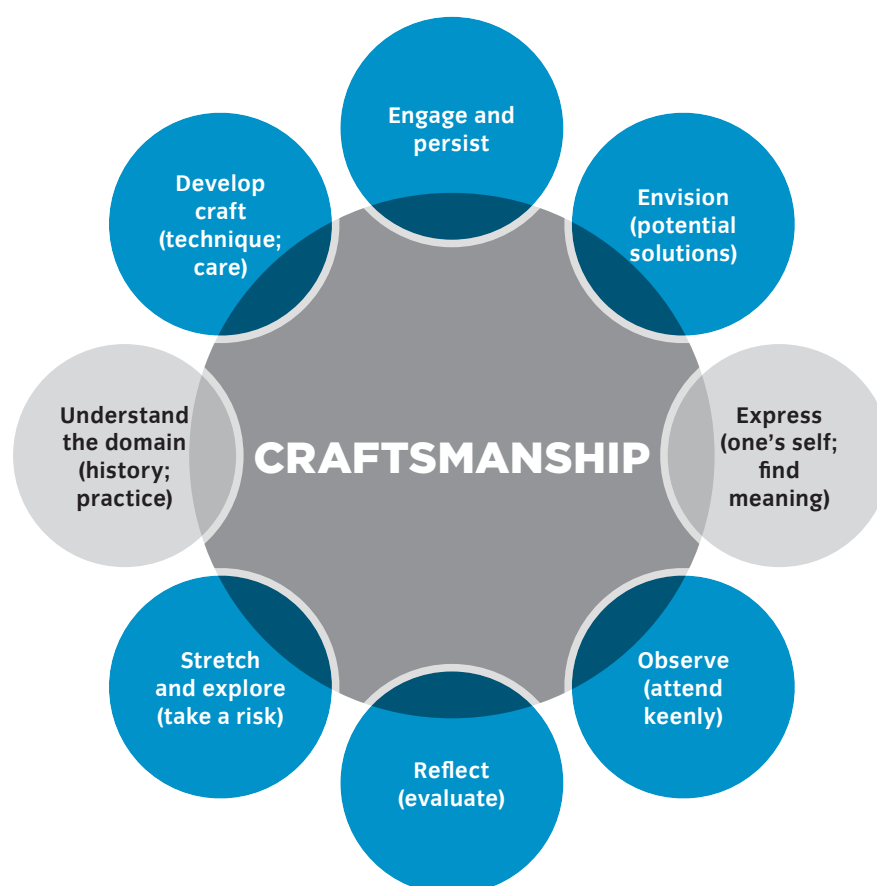 Engage and
persist
Envision
(potential
solutions)
Express
(one's self;
find
meaning)
Observe
(attend
keenly)
Reflect
(evaluate)
Stretch
and explore
(take a risk)
Understand
the domain
(history;
practice)
Develop
craft
(technique;
care)
CRAFTSMANSHIP